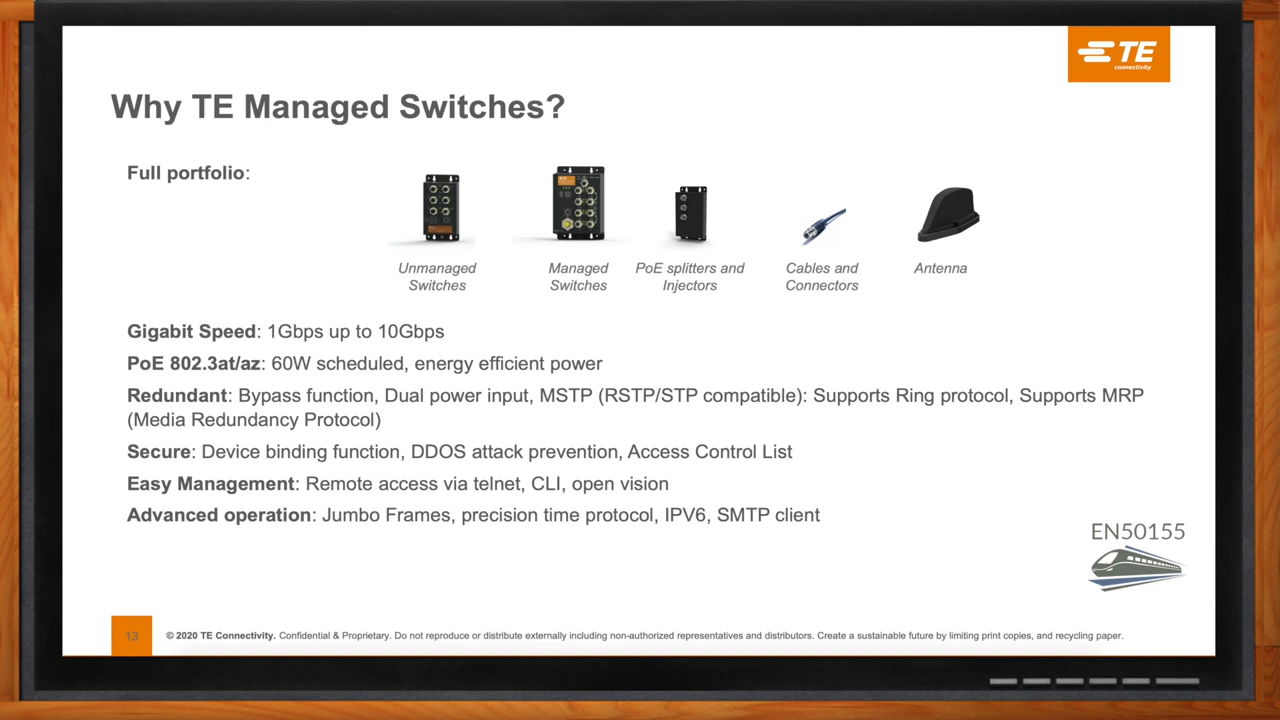 TE
connectivity
Why TE Managed Switches?
Full portfolio:
Unmanaged
Switches
Managed
Switches
PoE splitters and
Injectors
Cables and
Connectors
Antenna
Gigabit Speed: 1Gbps up to 10Gbps
PoE 802.3at/az: 60W scheduled, energy efficient power
Redundant: Bypass function, Dual power input, MSTP (RSTP/STP compatible): Supports Ring protocol, Supports MRP
(Media Redundancy Protocol)
Secure: Device binding function, DDOS attack prevention, Access Control List
Easy Management: Remote access via telnet, CLI, open vision
Advanced operation: Jumbo Frames, precision time protocol, IPV6, SMTP client
EN50155
13
© 2020 TE Connectivity. Confidential & Proprietary. Do not reproduce or distribute externally including non-authorized representatives and distributors. Create a sustainable future by limiting print copies, and recycling paper.